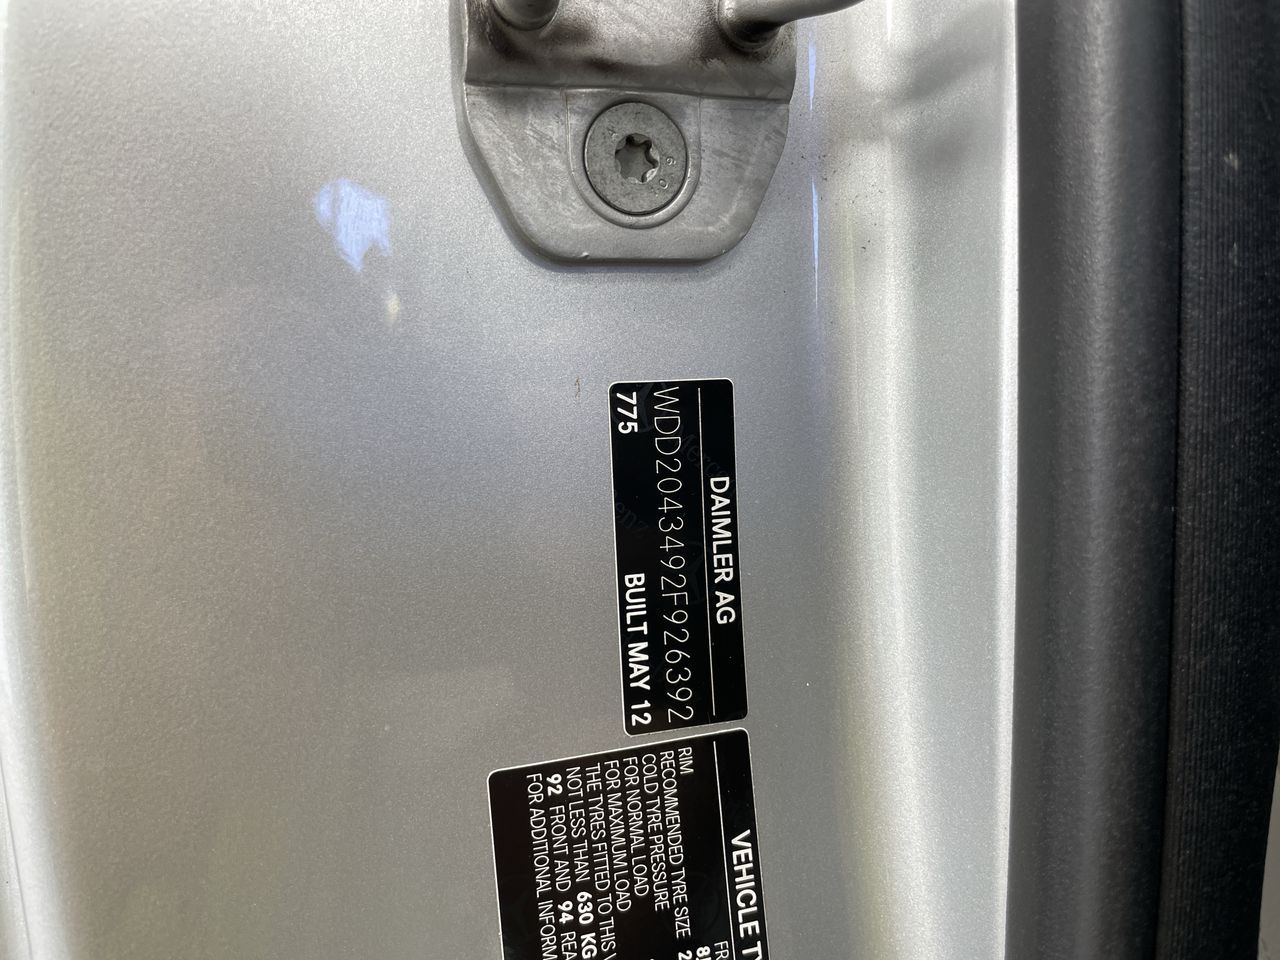 DAIMLER AG
WDD2043492F926392
775 BUILT MAY 12
VEHICLE
RIM
RECOMMENDED TYRE SIZE
COLD TYRE PRESSURE
FOR NORMAL LOAD
FOR MAXIMUM LOAD
THE TYRES FITTED TO THIS
NOT LESS THAN 630 KG
92 FRONT AND 94
FOR ADDITIONAL